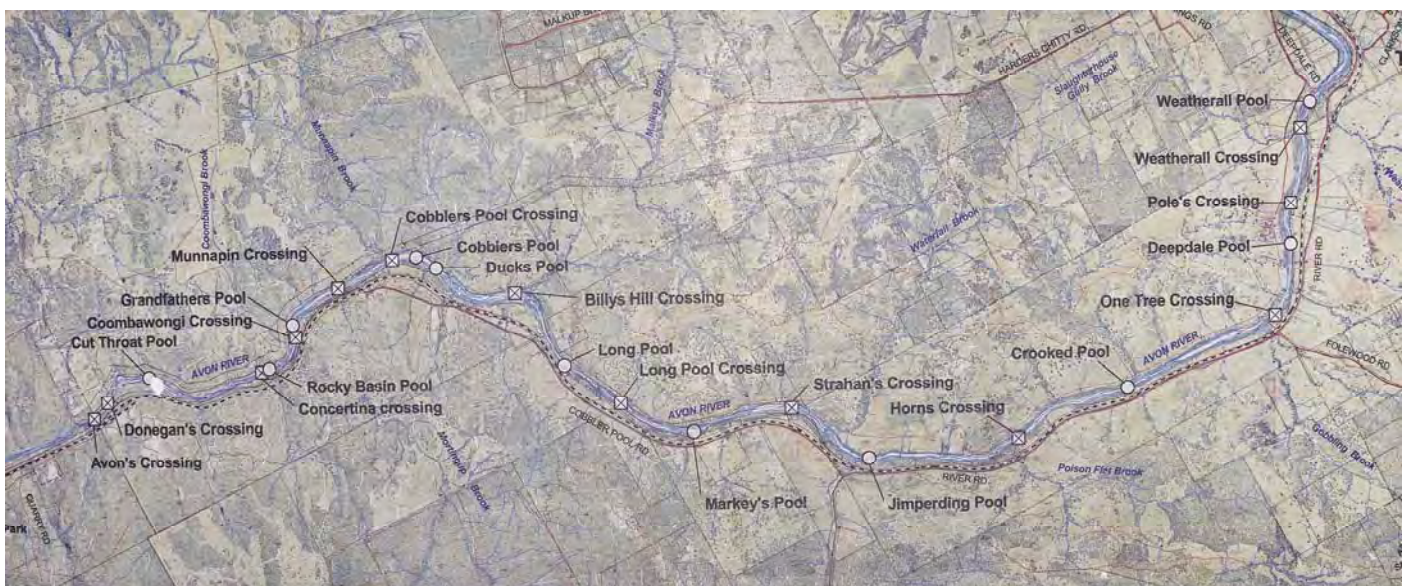 HARDERS CHITTY RD
DEEPDALE RD
Slaughterhouse
Gully Brook
Malkup Brook
Munnapin Brook
Coombawongi Brook
Weatherall Pool
Weatherall Crossing
Pole's Crossing
Deepdale Pool
RIVER RD
One Tree Crossing
FOLEWOOD RD
Waterfall Brook
Cobblers Pool Crossing
Cobblers Pool
Ducks Pool
Munnapin Crossing
Billys Hill Crossing
Grandfathers Pool
Coombawongi Crossing
Cut Throat Pool
AVON RIVER
Rocky Basin Pool
Concertina crossing
Donegan's Crossing
Avon's Crossing
Long Pool
Long Pool Crossing
Strahan's Crossing
Crooked Pool
AVON RIVER
Horns Crossing
AVON RIVER
COBBLER POOL RD
Markey's Pool
Jimperding Pool
RIVER RD
Poison Flat Brook
Gobbling Brook
Brook
QUARRY RD
Park